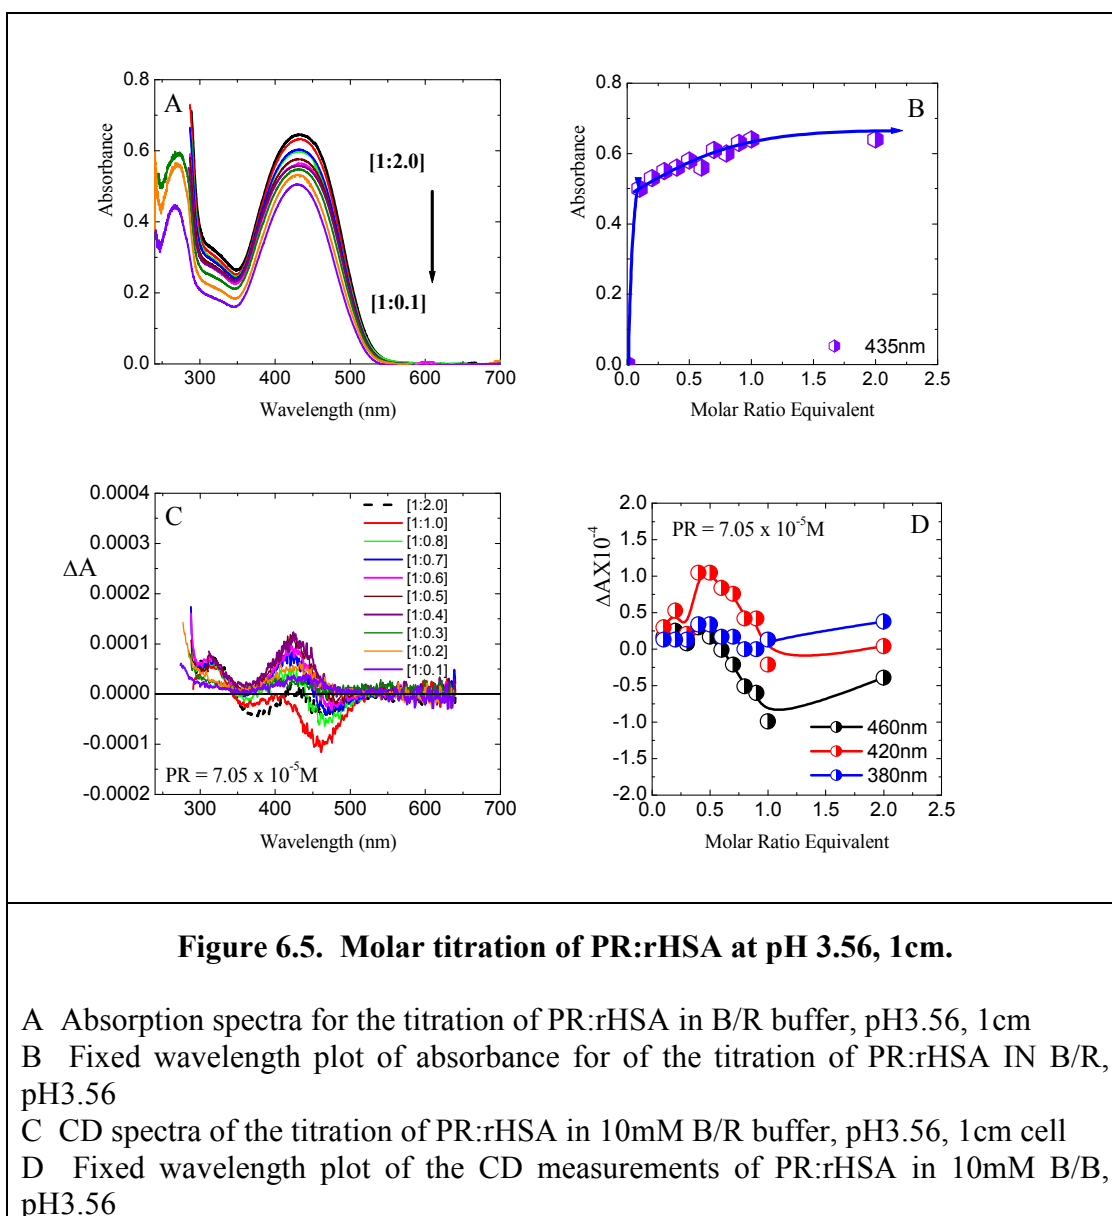 A
0.8
0.6
0.4
0.2
0.0
Absorbance
[1:2.0]
[1:0.1]
300 400 500 600 700
Wavelength (nm)
B
0.8
0.6
0.4
0.2
0.0
Absorbance
435nm
0.0 0.5 1.0 1.5 2.0 2.5
Molar Ratio Equivalent
C
0.0004
0.0003
0.0002
0.0001
0.0000
-0.0001
-0.0002
ΔA
[1:2.0]
[1:1.0]
[1:0.8]
[1:0.7]
[1:0.6]
[1:0.5]
[1:0.4]
[1:0.3]
[1:0.2]
[1:0.1]
PR = 7.05 x 10⁻⁵M
300 400 500 600 700
Wavelength (nm)
D
2.0
1.5
1.0
0.5
0.0
-0.5
-1.0
-1.5
-2.0
ΔAX10⁻⁴
PR = 7.05 x 10⁻⁵M
460nm
420nm
380nm
0.0 0.5 1.0 1.5 2.0 2.5
Molar Ratio Equivalent
Figure 6.5. Molar titration of PR:rHSA at pH 3.56, 1cm.
A Absorption spectra for the titration of PR:rHSA in B/R buffer, pH3.56, 1cm
B Fixed wavelength plot of absorbance for of the titration of PR:rHSA IN B/R,
pH3.56
C CD spectra of the titration of PR:rHSA in 10mM B/R buffer, pH3.56, 1cm cell
D Fixed wavelength plot of the CD measurements of PR:rHSA in 10mM B/B,
pH3.56